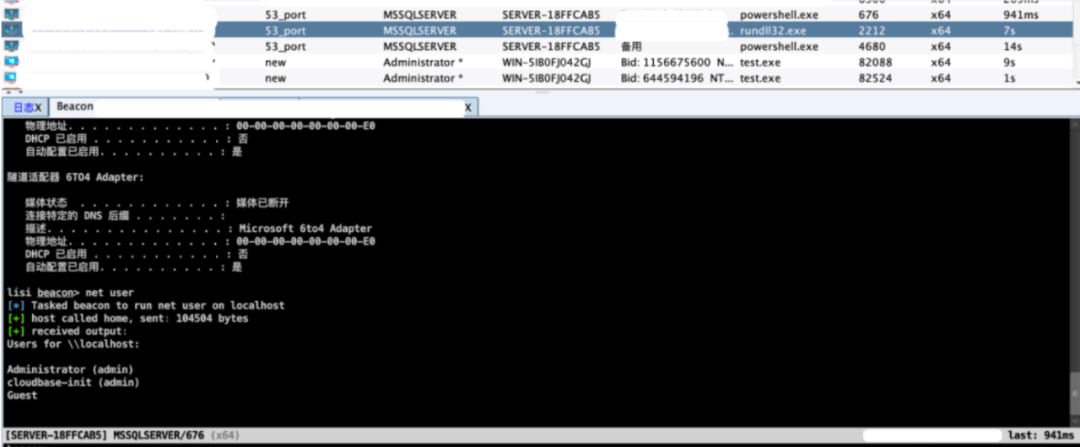 53_port MSSQLSERVER SERVER-18FFCAB5 powershell.exe 676 x64 941ms
53_port MSSQLSERVER SERVER-18FFCAB5 rundll32.exe 2212 x64 7s
53_port MSSQLSERVER SERVER-18FFCAB5 备用 powershell.exe 4680 x64 14s
new Administrator * WIN-5IB0FJ042GJ Bid: 1156675600 N... test.exe 82088 x64 9s
new Administrator * WIN-5IB0FJ042GJ Bid: 644594196 NT... test.exe 82524 x64 1s
日志X Beacon X
物理地址. . . . . . . . . . . . . : 00-00-00-00-00-00-00-E0
DHCP 已启用 . . . . . . . . . . . : 否
自动配置已启用. . . . . . . . . . : 是
隧道适配器 6TO4 Adapter:
媒体状态 . . . . . . . . . . . . : 媒体已断开
连接特定的 DNS 后缀 . . . . . . . :
描述. . . . . . . . . . . . . . . : Microsoft 6to4 Adapter
物理地址. . . . . . . . . . . . . : 00-00-00-00-00-00-00-E0
DHCP 已启用 . . . . . . . . . . . : 否
自动配置已启用. . . . . . . . . . : 是
lisi beacon> net user
[*] Tasked beacon to run net user on localhost
[+] host called home, sent: 104504 bytes
[+] received output:
Users for \\localhost:
Administrator (admin)
cloudbase-init (admin)
Guest
[SERVER-18FFCAB5] MSSQLSERVER/676 (x64) last: 941ms